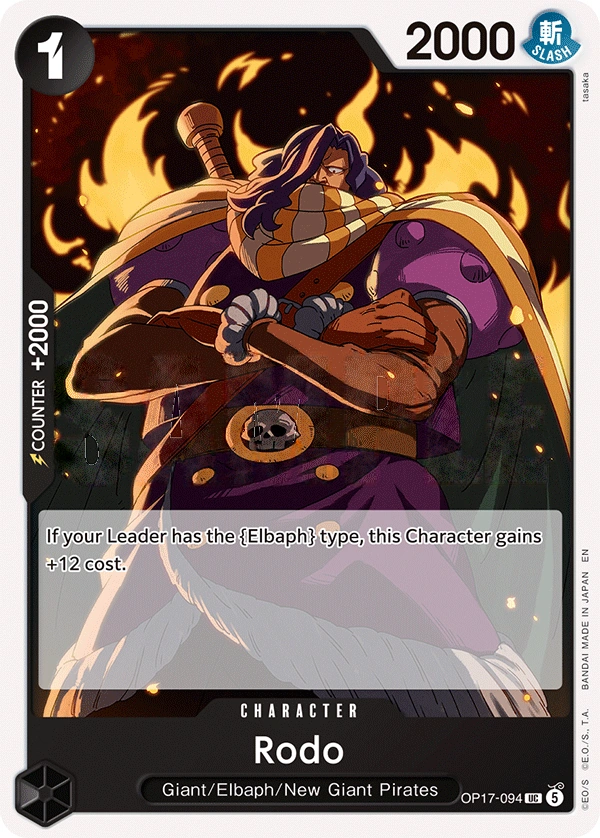 1
2000
斬
SLASH
tasaka
COUNTER +2000
If your Leader has the {Elbaph} type, this Character gains
+12 cost.
CHARACTER
Rodo
Giant/Elbaph/New Giant Pirates
OP17-094 UC 5
©E.O/S ©E.O./S., T.A. BANDAI MADE IN JAPAN EN